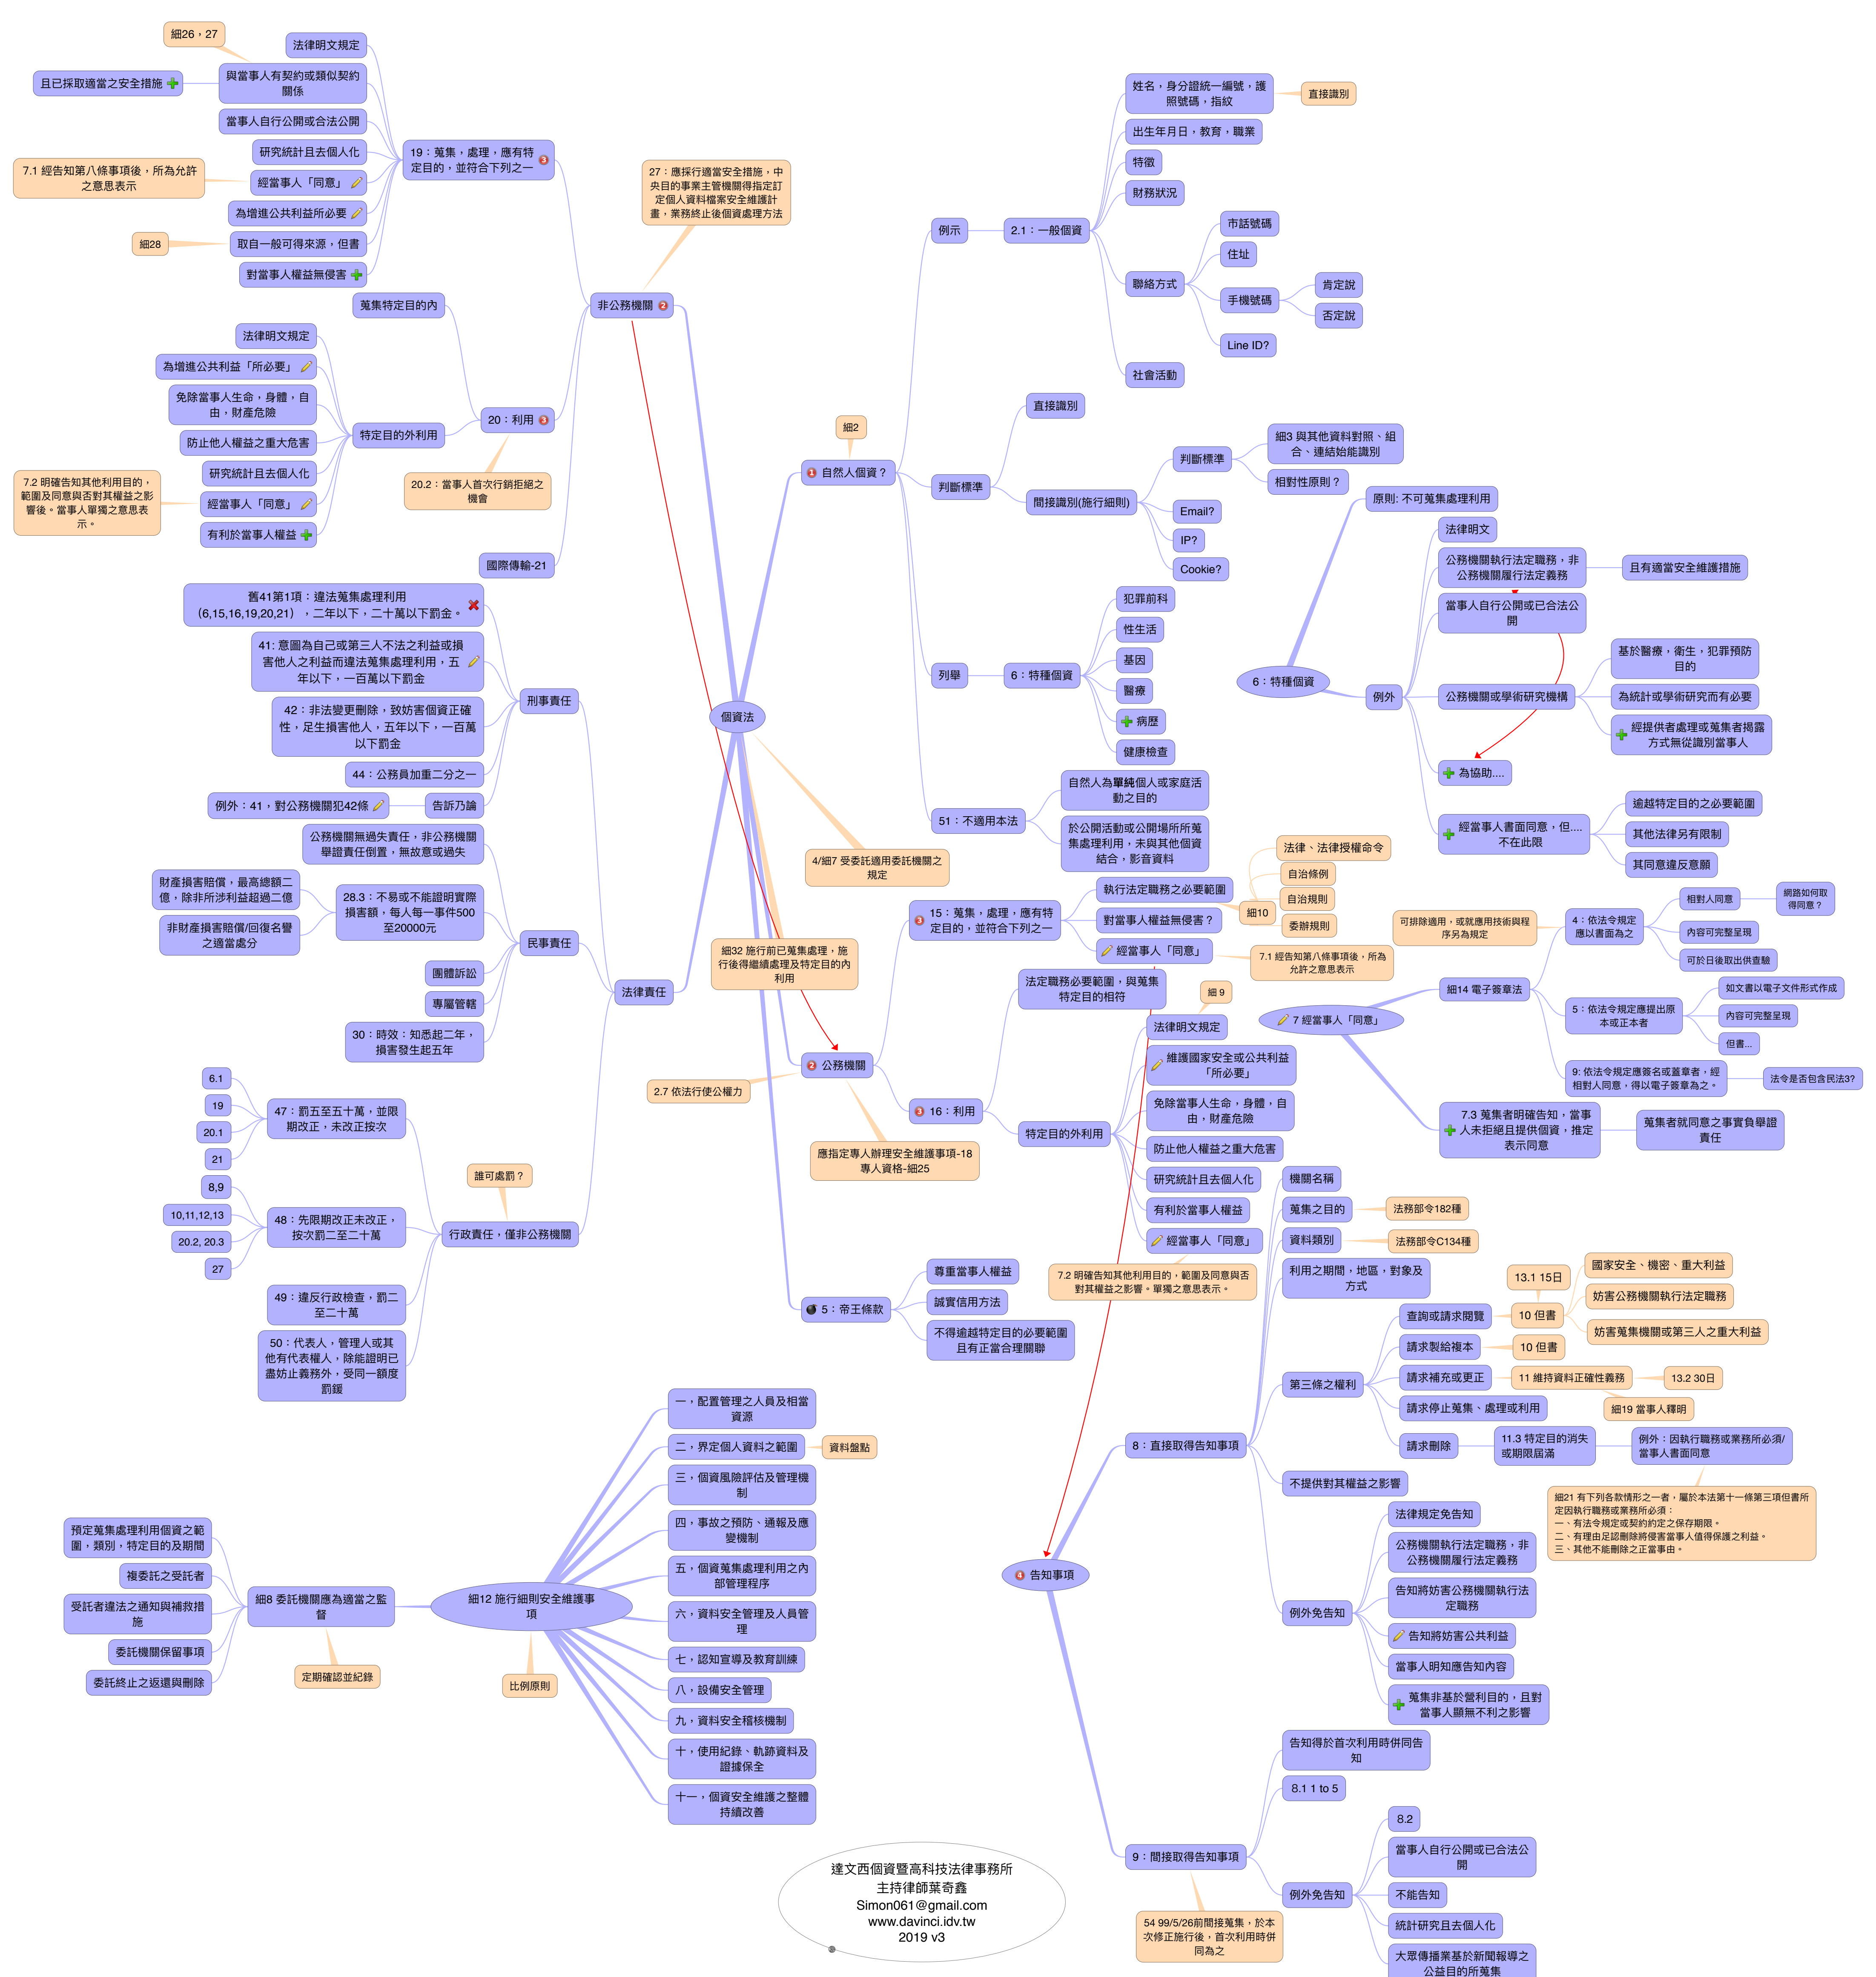 個資法
非公務機關
27：應採行適當安全措施，中
央目的事業主管機關得指定訂
定個人資料檔案安全維護計
畫，業務終止後個資處理方法
19：蒐集，處理，應有特
定目的，並符合下列之一
法律明文規定
細26，27
與當事人有契約或類似契約
關係
且已採取適當之安全措施
當事人自行公開或合法公開
研究統計且去個人化
經當事人「同意」
7.1 經告知第八條事項後，所為允許
之意思表示
為增進公共利益所必要
取自一般可得來源，但書
細28
對當事人權益無侵害
20：利用
20.2：當事人首次行銷拒絕之
機會
蒐集特定目的內
特定目的外利用
法律明文規定
為增進公共利益「所必要」
免除當事人生命，身體，自
由，財產危險
防止他人權益之重大危害
研究統計且去個人化
經當事人「同意」
7.2 明確告知其他利用目的，
範圍及同意與否對其權益之影
響後。當事人單獨之意思表
示。
有利於當事人權益
國際傳輸-21
法律責任
刑事責任
舊41第1項：違法蒐集處理利用
（6,15,16,19,20,21），二年以下，二十萬以下罰金。
41: 意圖為自己或第三人不法之利益或損
害他人之利益而違法蒐集處理利用，五
年以下，一百萬以下罰金
42：非法變更刪除，致妨害個資正確
性，足生損害他人，五年以下，一百萬
以下罰金
44：公務員加重二分之一
告訴乃論
例外：41，對公務機關犯42條
民事責任
公務機關無過失責任，非公務機關
舉證責任倒置，無故意或過失
28.3：不易或不能證明實際
損害額，每人每一事件500
至20000元
財產損害賠償，最高總額二
億，除非所涉利益超過二億
非財產損害賠償/回復名譽
之適當處分
團體訴訟
專屬管轄
30：時效：知悉起二年，
損害發生起五年
行政責任，僅非公務機關
誰可處罰？
47：罰五至五十萬，並限
期改正，未改正按次
6.1
19
20.1
21
48：先限期改正未改正，
按次罰二至二十萬
8,9
10,11,12,13
20.2, 20.3
27
49：違反行政檢查，罰二
至二十萬
50：代表人，管理人或其
他有代表權人，除能證明已
盡妨止義務外，受同一額度
罰鍰
自然人個資？
細2
例示
2.1：一般個資
姓名，身分證統一編號，護
照號碼，指紋
直接識別
出生年月日，教育，職業
特徵
財務狀況
聯絡方式
市話號碼
住址
手機號碼
肯定說
否定說
Line ID?
社會活動
判斷標準
直接識別
間接識別(施行細則)
判斷標準
細3 與其他資料對照、組
合、連結始能識別
相對性原則？
Email?
IP?
Cookie?
列舉
6：特種個資
犯罪前科
性生活
基因
醫療
病歷
健康檢查
51：不適用本法
自然人為單純個人或家庭活
動之目的
於公開活動或公開場所所蒐
集處理利用，未與其他個資
結合，影音資料
4/細7 受委託適用委託機關之
規定
細32 施行前已蒐集處理，施
行後得繼續處理及特定目的內
利用
公務機關
2.7 依法行使公權力
應指定專人辦理安全維護事項-18
專人資格-細25
15：蒐集，處理，應有特
定目的，並符合下列之一
執行法定職務之必要範圍
細10
法律、法律授權命令
自治條例
自治規則
委辦規則
對當事人權益無侵害？
經當事人「同意」
7.1 經告知第八條事項後，所為
允許之意思表示
16：利用
法定職務必要範圍，與蒐集
特定目的相符
特定目的外利用
法律明文規定
細 9
維護國家安全或公共利益
「所必要」
免除當事人生命，身體，自
由，財產危險
防止他人權益之重大危害
研究統計且去個人化
有利於當事人權益
經當事人「同意」
7.2 明確告知其他利用目的，範圍及同意與否
對其權益之影響。單獨之意思表示。
5：帝王條款
尊重當事人權益
誠實信用方法
不得逾越特定目的必要範圍
且有正當合理關聯
6：特種個資
原則: 不可蒐集處理利用
例外
法律明文
公務機關執行法定職務，非
公務機關履行法定義務
且有適當安全維護措施
當事人自行公開或已合法公
開
公務機關或學術研究機構
基於醫療，衛生，犯罪預防
目的
為統計或學術研究而有必要
經提供者處理或蒐集者揭露
方式無從識別當事人
為協助....
經當事人書面同意，但....
不在此限
逾越特定目的之必要範圍
其他法律另有限制
其同意違反意願
7 經當事人「同意」
細14 電子簽章法
4：依法令規定
應以書面為之
可排除適用，或就應用技術與程
序另為規定
相對人同意
網路如何取
得同意？
內容可完整呈現
可於日後取出供查驗
5：依法令規定應提出原
本或正本者
如文書以電子文件形式作成
內容可完整呈現
但書...
9: 依法令規定應簽名或蓋章者，經
相對人同意，得以電子簽章為之。
法令是否包含民法3?
7.3 蒐集者明確告知，當事
人未拒絕且提供個資，推定
表示同意
蒐集者就同意之事實負舉證
責任
告知事項
8：直接取得告知事項
機關名稱
蒐集之目的
法務部令182種
資料類別
法務部令C134種
利用之期間，地區，對象及
方式
第三條之權利
查詢或請求閱覽
10 但書
13.1 15日
國家安全、機密、重大利益
妨害公務機關執行法定職務
妨害蒐集機關或第三人之重大利益
請求製給複本
10 但書
請求補充或更正
11 維持資料正確性義務
13.2 30日
細19 當事人釋明
請求停止蒐集、處理或利用
請求刪除
11.3 特定目的消失
或期限屆滿
例外：因執行職務或業務所必須/
當事人書面同意
細21 有下列各款情形之一者，屬於本法第十一條第三項但書所
定因執行職務或業務所必須：
一、有法令規定或契約約定之保存期限。
二、有理由足認刪除將侵害當事人值得保護之利益。
三、其他不能刪除之正當事由。
不提供對其權益之影響
例外免告知
法律規定免告知
公務機關執行法定職務，非
公務機關履行法定義務
告知將妨害公務機關執行法
定職務
告知將妨害公共利益
當事人明知應告知內容
蒐集非基於營利目的，且對
當事人顯無不利之影響
9：間接取得告知事項
54 99/5/26前間接蒐集，於本
次修正施行後，首次利用時併
同為之
告知得於首次利用時併同告
知
8.1 1 to 5
例外免告知
8.2
當事人自行公開或已合法公
開
不能告知
統計研究且去個人化
大眾傳播業基於新聞報導之
公益目的所蒐集
細12 施行細則安全維護事
項
比例原則
一，配置管理之人員及相當
資源
二，界定個人資料之範圍
資料盤點
三，個資風險評估及管理機
制
四，事故之預防、通報及應
變機制
五，個資蒐集處理利用之內
部管理程序
六，資料安全管理及人員管
理
七，認知宣導及教育訓練
八，設備安全管理
九，資料安全稽核機制
十，使用紀錄、軌跡資料及
證據保全
十一，個資安全維護之整體
持續改善
細8 委託機關應為適當之監
督
定期確認並紀錄
預定蒐集處理利用個資之範
圍，類別，特定目的及期間
複委託之受託者
受託者違法之通知與補救措
施
委託機關保留事項
委託終止之返還與刪除
達文西個資暨高科技法律事務所
主持律師葉奇鑫
Simon061@gmail.com
www.davinci.idv.tw
2019 v3